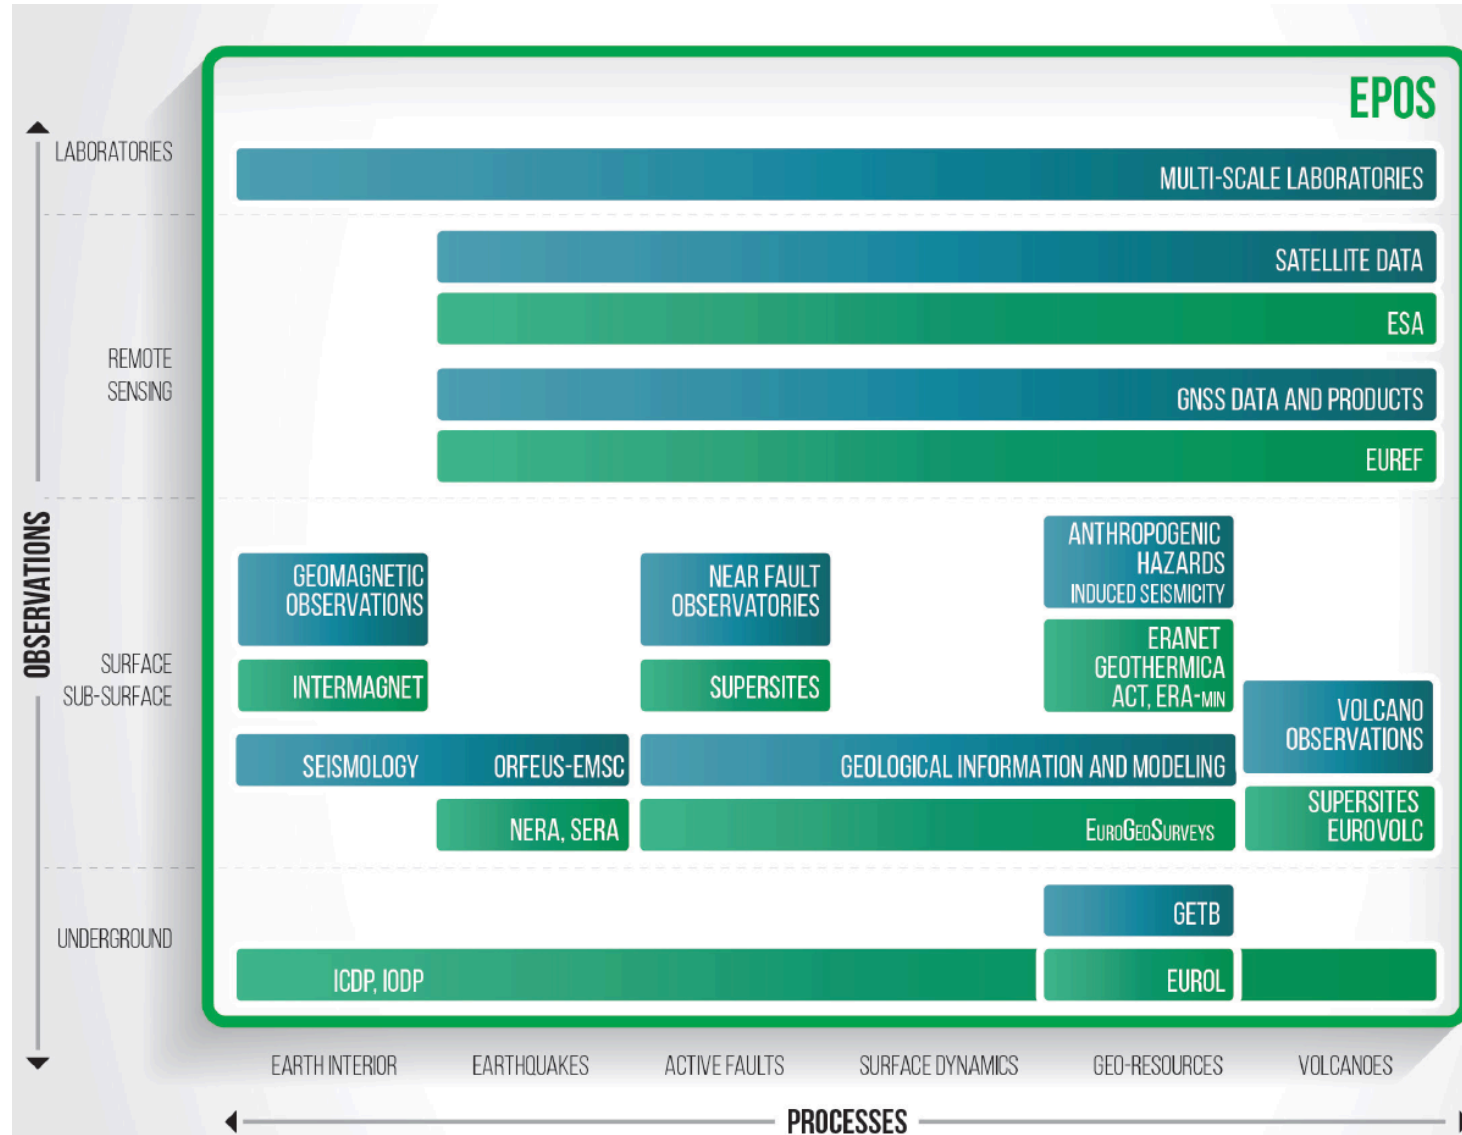 EPOS
LABORATORIES
MULTI-SCALE LABORATORIES
SATELLITE DATA
ESA
REMOTE
SENSING
GNSS DATA AND PRODUCTS
EUREF
OBSERVATIONS
SURFACE
SUB-SURFACE
GEOMAGNETIC
OBSERVATIONS
INTERMAGNET
NEAR FAULT
OBSERVATORIES
SUPERSITES
ANTHROPOGENIC
HAZARDS
INDUCED SEISMICITY
ERANET
GEOTHERMICA
ACT, ERA-MIN
VOLCANO
OBSERVATIONS
SEISMOLOGY ORFEUS-EMSC
GEOLOGICAL INFORMATION AND MODELING
NERA, SERA
EUROGEOSURVEYS
SUPERSITES
EUROVOLC
UNDERGROUND
GETB
ICDP, IODP
EUROL
EARTH INTERIOR
EARTHQUAKES
ACTIVE FAULTS
SURFACE DYNAMICS
GEO-RESOURCES
VOLCANOES
PROCESSES